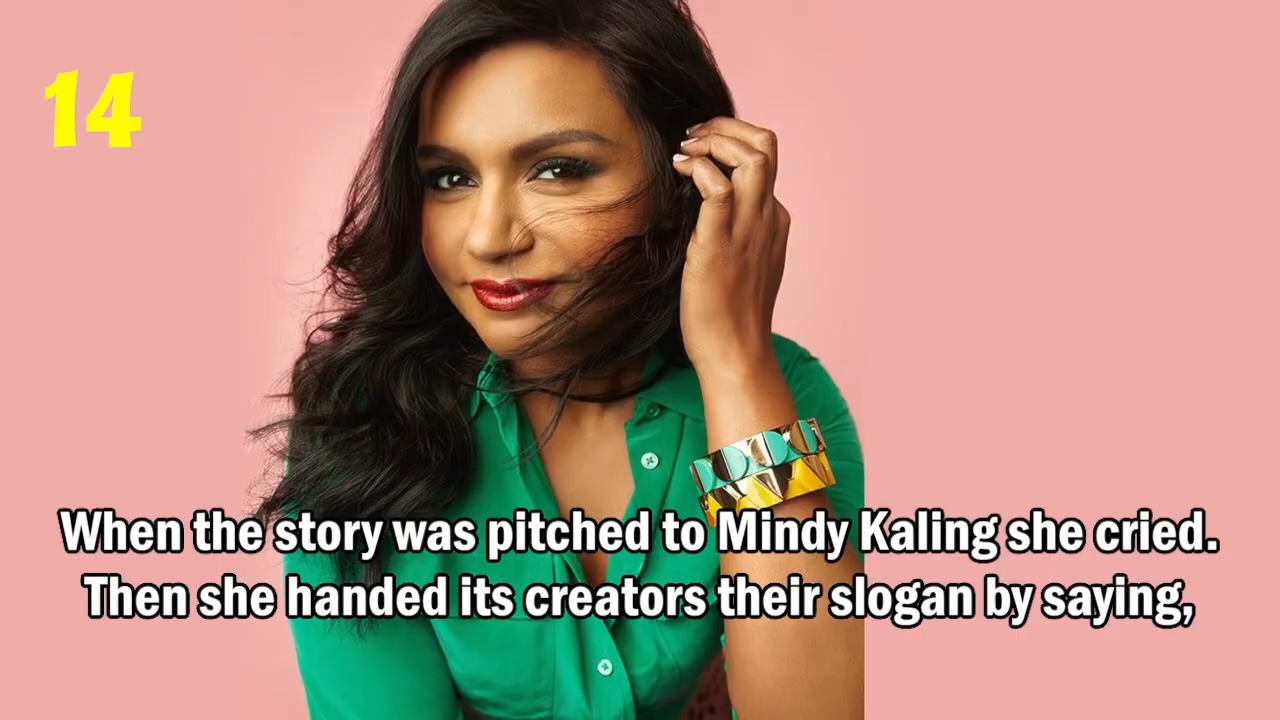 14
When the story was pitched to Mindy Kaling she cried.
Then she handed its creators their slogan by saying,